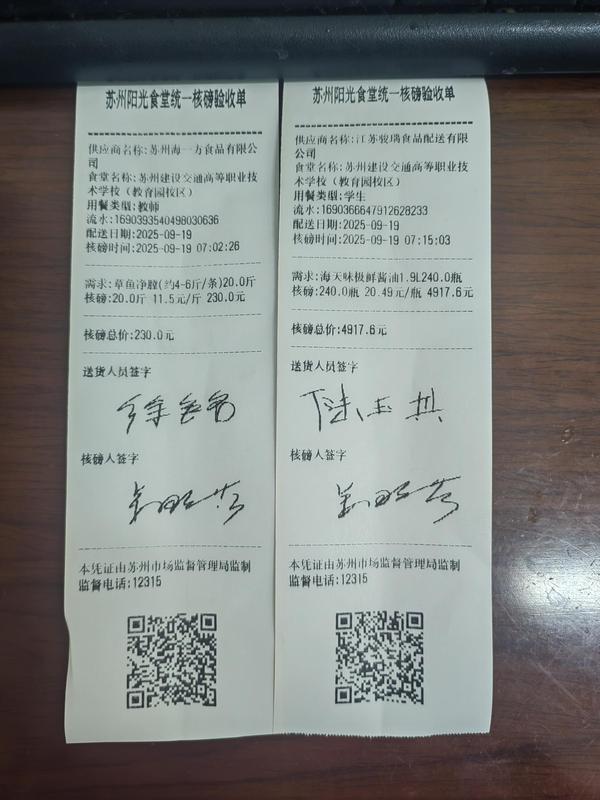 苏州阳光食堂统一核磅验收单
供应商名称:苏州海一方食品有限公
司
食堂名称:苏州建设交通高等职业技
术学校（教育园校区）
用餐类型:教师
流水:1690393540498030636
配送日期:2025-09-19
核磅时间:2025-09-19 07:02:26
需求:草鱼净膛(约4-6斤/条)20.0斤
核磅:20.0斤 11.5元/斤 230.0元
核磅总价:230.0元
送货人员签字
核磅人签字
本凭证由苏州市场监督管理局监制
监督电话:12315
苏州阳光食堂统一核磅验收单
供应商名称:江苏骏瑞食品配送有限
公司
食堂名称:苏州建设交通高等职业技
术学校（教育园校区）
用餐类型:学生
流水:1690366647912628233
配送日期:2025-09-19
核磅时间:2025-09-19 07:15:03
需求:海天味极鲜酱油1.9L240.0瓶
核磅:240.0瓶 20.49元/瓶 4917.6元
核磅总价:4917.6元
送货人员签字
核磅人签字
本凭证由苏州市场监督管理局监制
监督电话:12315